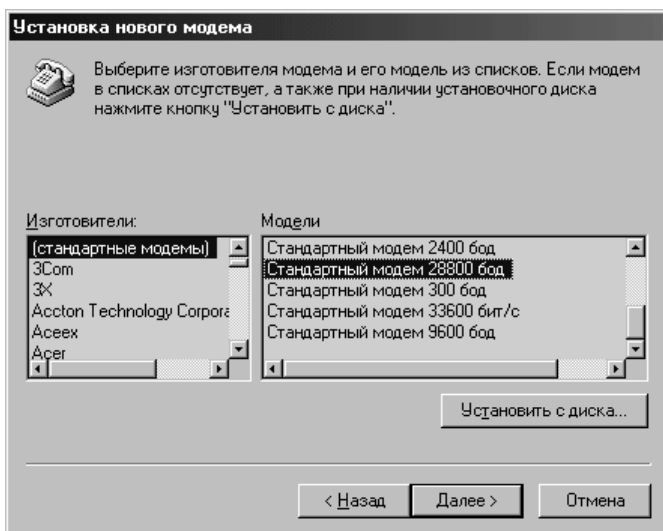 Установка нового модема
Выберите изготовителя модема и его модель из списков. Если модем
в списках отсутствует, а также при наличии установочного диска
нажмите кнопку "Установить с диска".
Изготовители:
(стандартные модемы)
3Com
3X
Accton Technology Corpora
Aceex
Acer
Модели
Стандартный модем 2400 бод
Стандартный модем 28800 бод
Стандартный модем 300 бод
Стандартный модем 33600 бит/с
Стандартный модем 9600 бод
Установить с диска...
< Назад
Далее >
Отмена